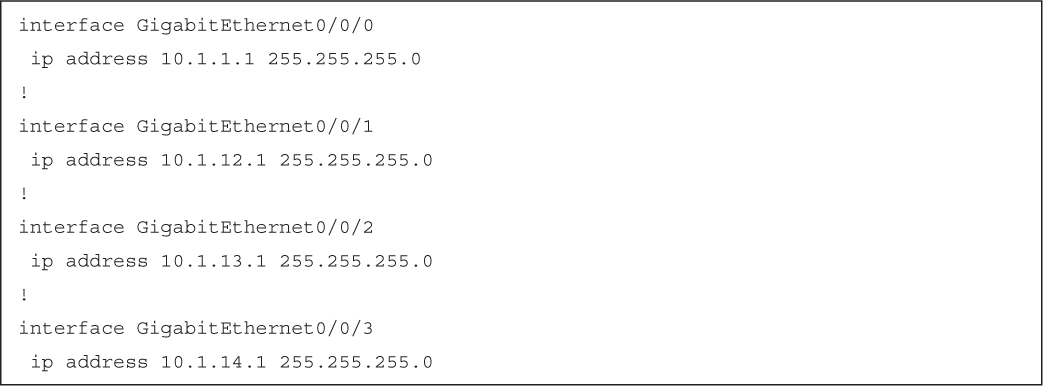 interface GigabitEthernet0/0/0
 ip address 10.1.1.1 255.255.255.0
!
interface GigabitEthernet0/0/1
 ip address 10.1.12.1 255.255.255.0
!
interface GigabitEthernet0/0/2
 ip address 10.1.13.1 255.255.255.0
!
interface GigabitEthernet0/0/3
 ip address 10.1.14.1 255.255.255.0